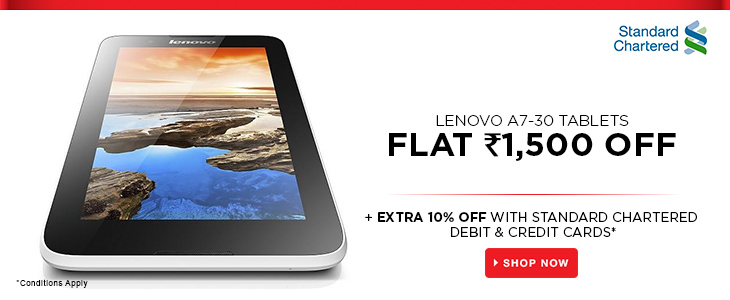 lenovo
Standard
Chartered
LENOVO A7-30 TABLETS
FLAT ₹1,500 OFF
+ EXTRA 10% OFF WITH STANDARD CHARTERED
DEBIT & CREDIT CARDS*
SHOP NOW
*Conditions Apply